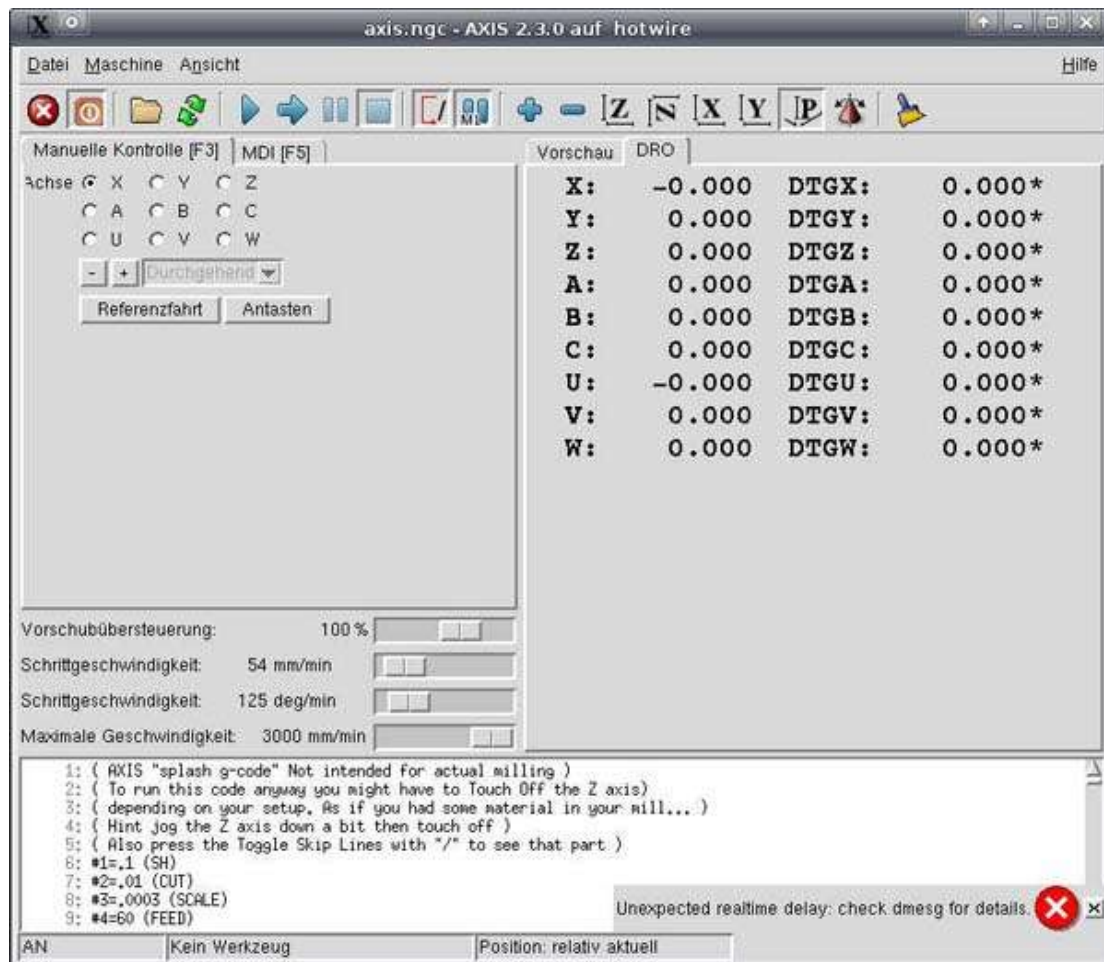 axis.ngc - AXIS 2.3.0 auf hotwire
Datei Maschine Ansicht Hilfe
Z N X Y P
Manuelle Kontrolle [F3] MDI [F5]
Vorschau DRO
Achse X Y Z
A B C
U V W
- + Durchgehend
Referenzfahrt Antasten
X: -0.000 DTGX: 0.000*
Y: 0.000 DTGY: 0.000*
Z: 0.000 DTGZ: 0.000*
A: 0.000 DTGA: 0.000*
B: 0.000 DTGB: 0.000*
C: 0.000 DTGC: 0.000*
U: -0.000 DTGU: 0.000*
V: 0.000 DTGV: 0.000*
W: 0.000 DTGW: 0.000*
Vorschubübersteuerung: 100 %
Schrittgeschwindigkeit: 54 mm/min
Schrittgeschwindigkeit: 125 deg/min
Maximale Geschwindigkeit: 3000 mm/min
1: ( AXIS "splash g-code" Not intended for actual milling )
2: ( To run this code anyway you might have to Touch Off the Z axis)
3: ( depending on your setup. As if you had some material in your mill... )
4: ( Hint jog the Z axis down a bit then touch off )
5: ( Also press the Toggle Skip Lines with "/" to see that part )
6: #1=.1 (SH)
7: #2=.01 (CUT)
8: #3=.0003 (SCALE)
9: #4=60 (FEED)
Unexpected realtime delay: check dmesg for details.
AN Kein Werkzeug Position: relativ aktuell